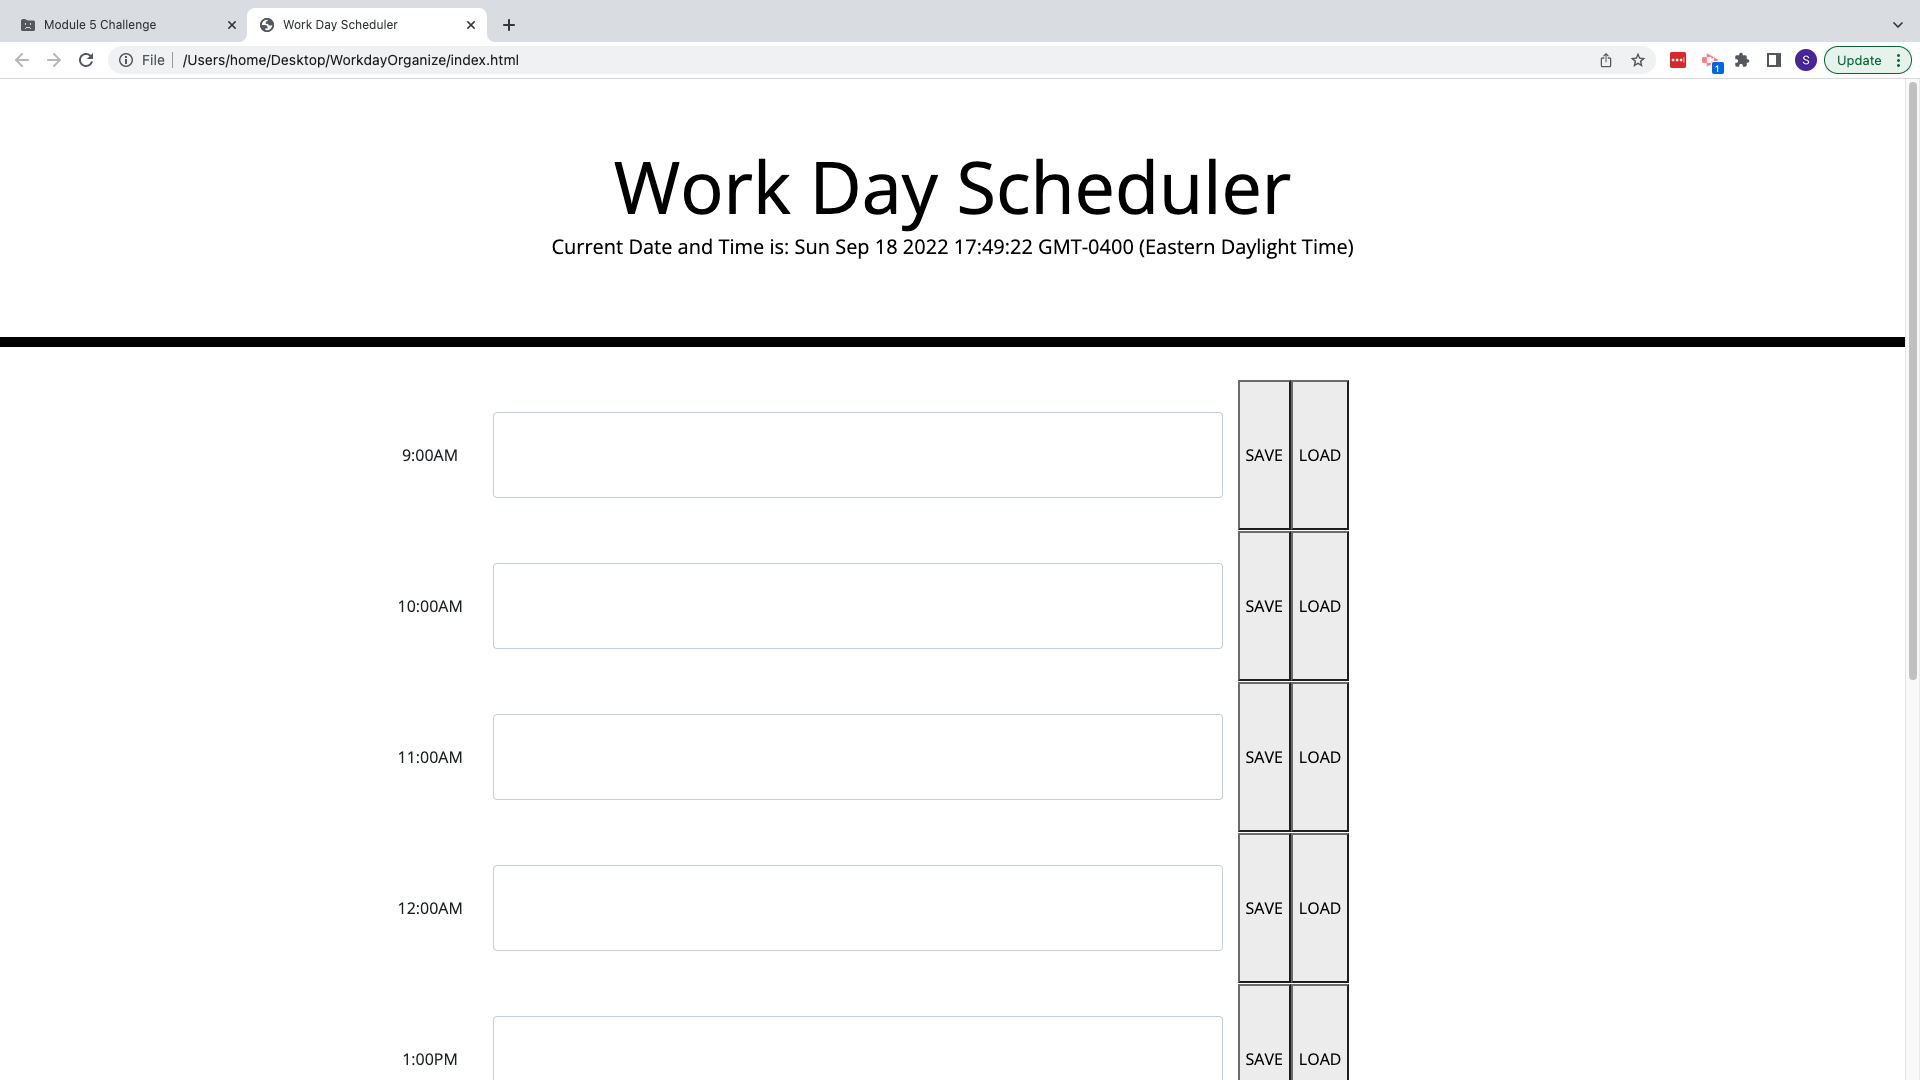 Module 5 Challenge
Work Day Scheduler
File
/Users/home/Desktop/WorkdayOrganize/index.html
1
S
Update
Work Day Scheduler
Current Date and Time is: Sun Sep 18 2022 17:49:22 GMT-0400 (Eastern Daylight Time)
9:00AM SAVE LOAD
10:00AM SAVE LOAD
11:00AM SAVE LOAD
12:00AM SAVE LOAD
1:00PM SAVE LOAD